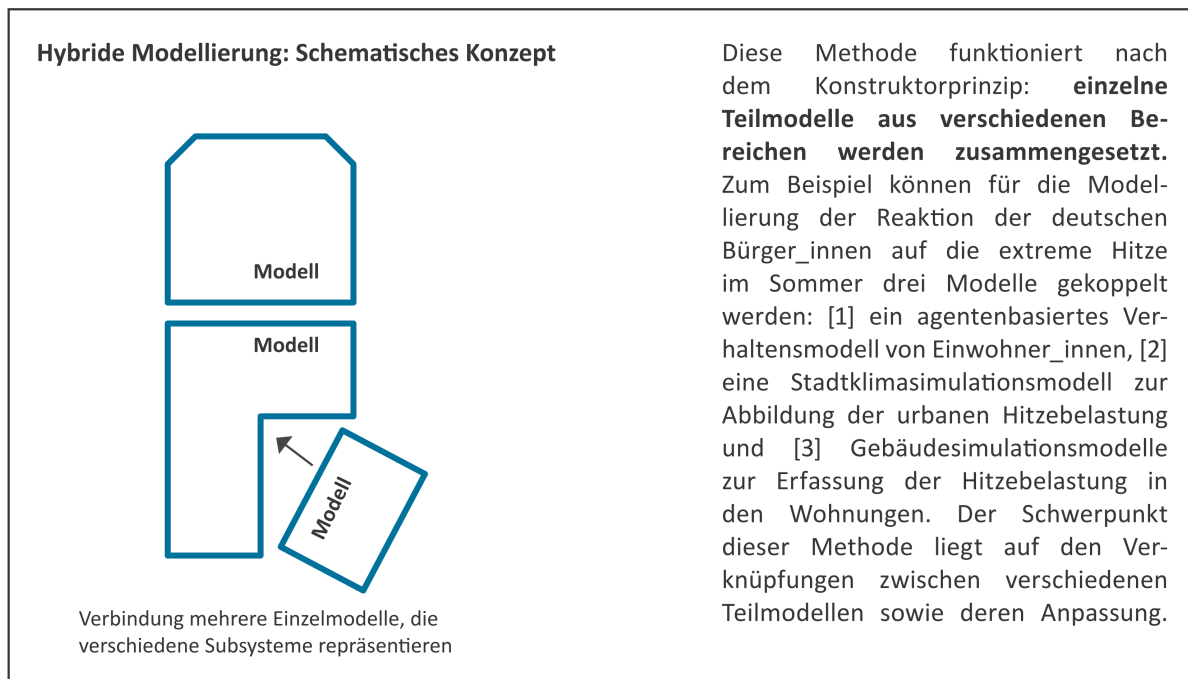 Hybride Modellierung: Schematisches Konzept
Modell
Modell
Modell
Verbindung mehrere Einzelmodelle, die
verschiedene Subsysteme repräsentieren
Diese Methode funktioniert nach
dem Konstruktorprinzip: einzelne
Teilmodelle aus verschiedenen Be-
reichen werden zusammengesetzt.
Zum Beispiel können für die Model-
lierung der Reaktion der deutschen
Bürger_innen auf die extreme Hitze
im Sommer drei Modelle gekoppelt
werden: [1] ein agentenbasiertes Ver-
haltensmodell von Einwohner_innen, [2]
eine Stadtklimasimulationsmodell zur
Abbildung der urbanen Hitzebelastung
und [3] Gebäudesimulationsmodelle
zur Erfassung der Hitzebelastung in
den Wohnungen. Der Schwerpunkt
dieser Methode liegt auf den Ver-
knüpfungen zwischen verschiedenen
Teilmodellen sowie deren Anpassung.